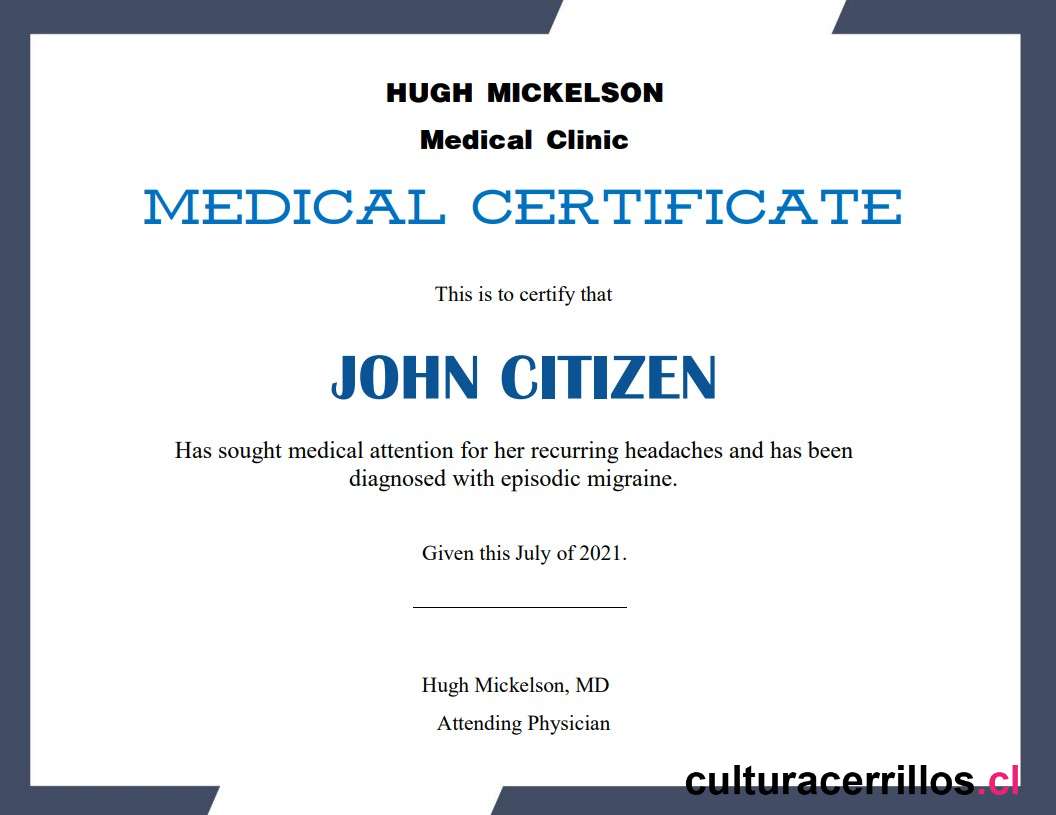 HUGH MICKELSON
Medical Clinic
MEDICAL CERTIFICATE
This is to certify that
JOHN CITIZEN
Has sought medical attention for her recurring headaches and has been
diagnosed with episodic migraine.
Given this July of 2021.
Hugh Mickelson, MD
Attending Physician
culturacerrillos.cl